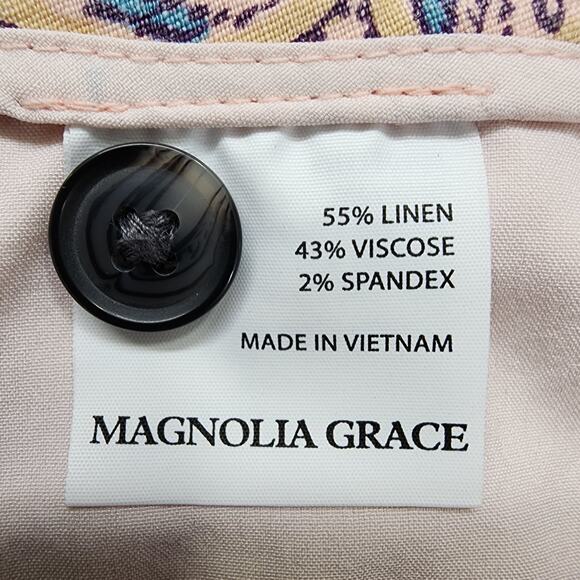 55% LINEN
43% VISCOSE
2% SPANDEX
MADE IN VIETNAM
MAGNOLIA GRACE